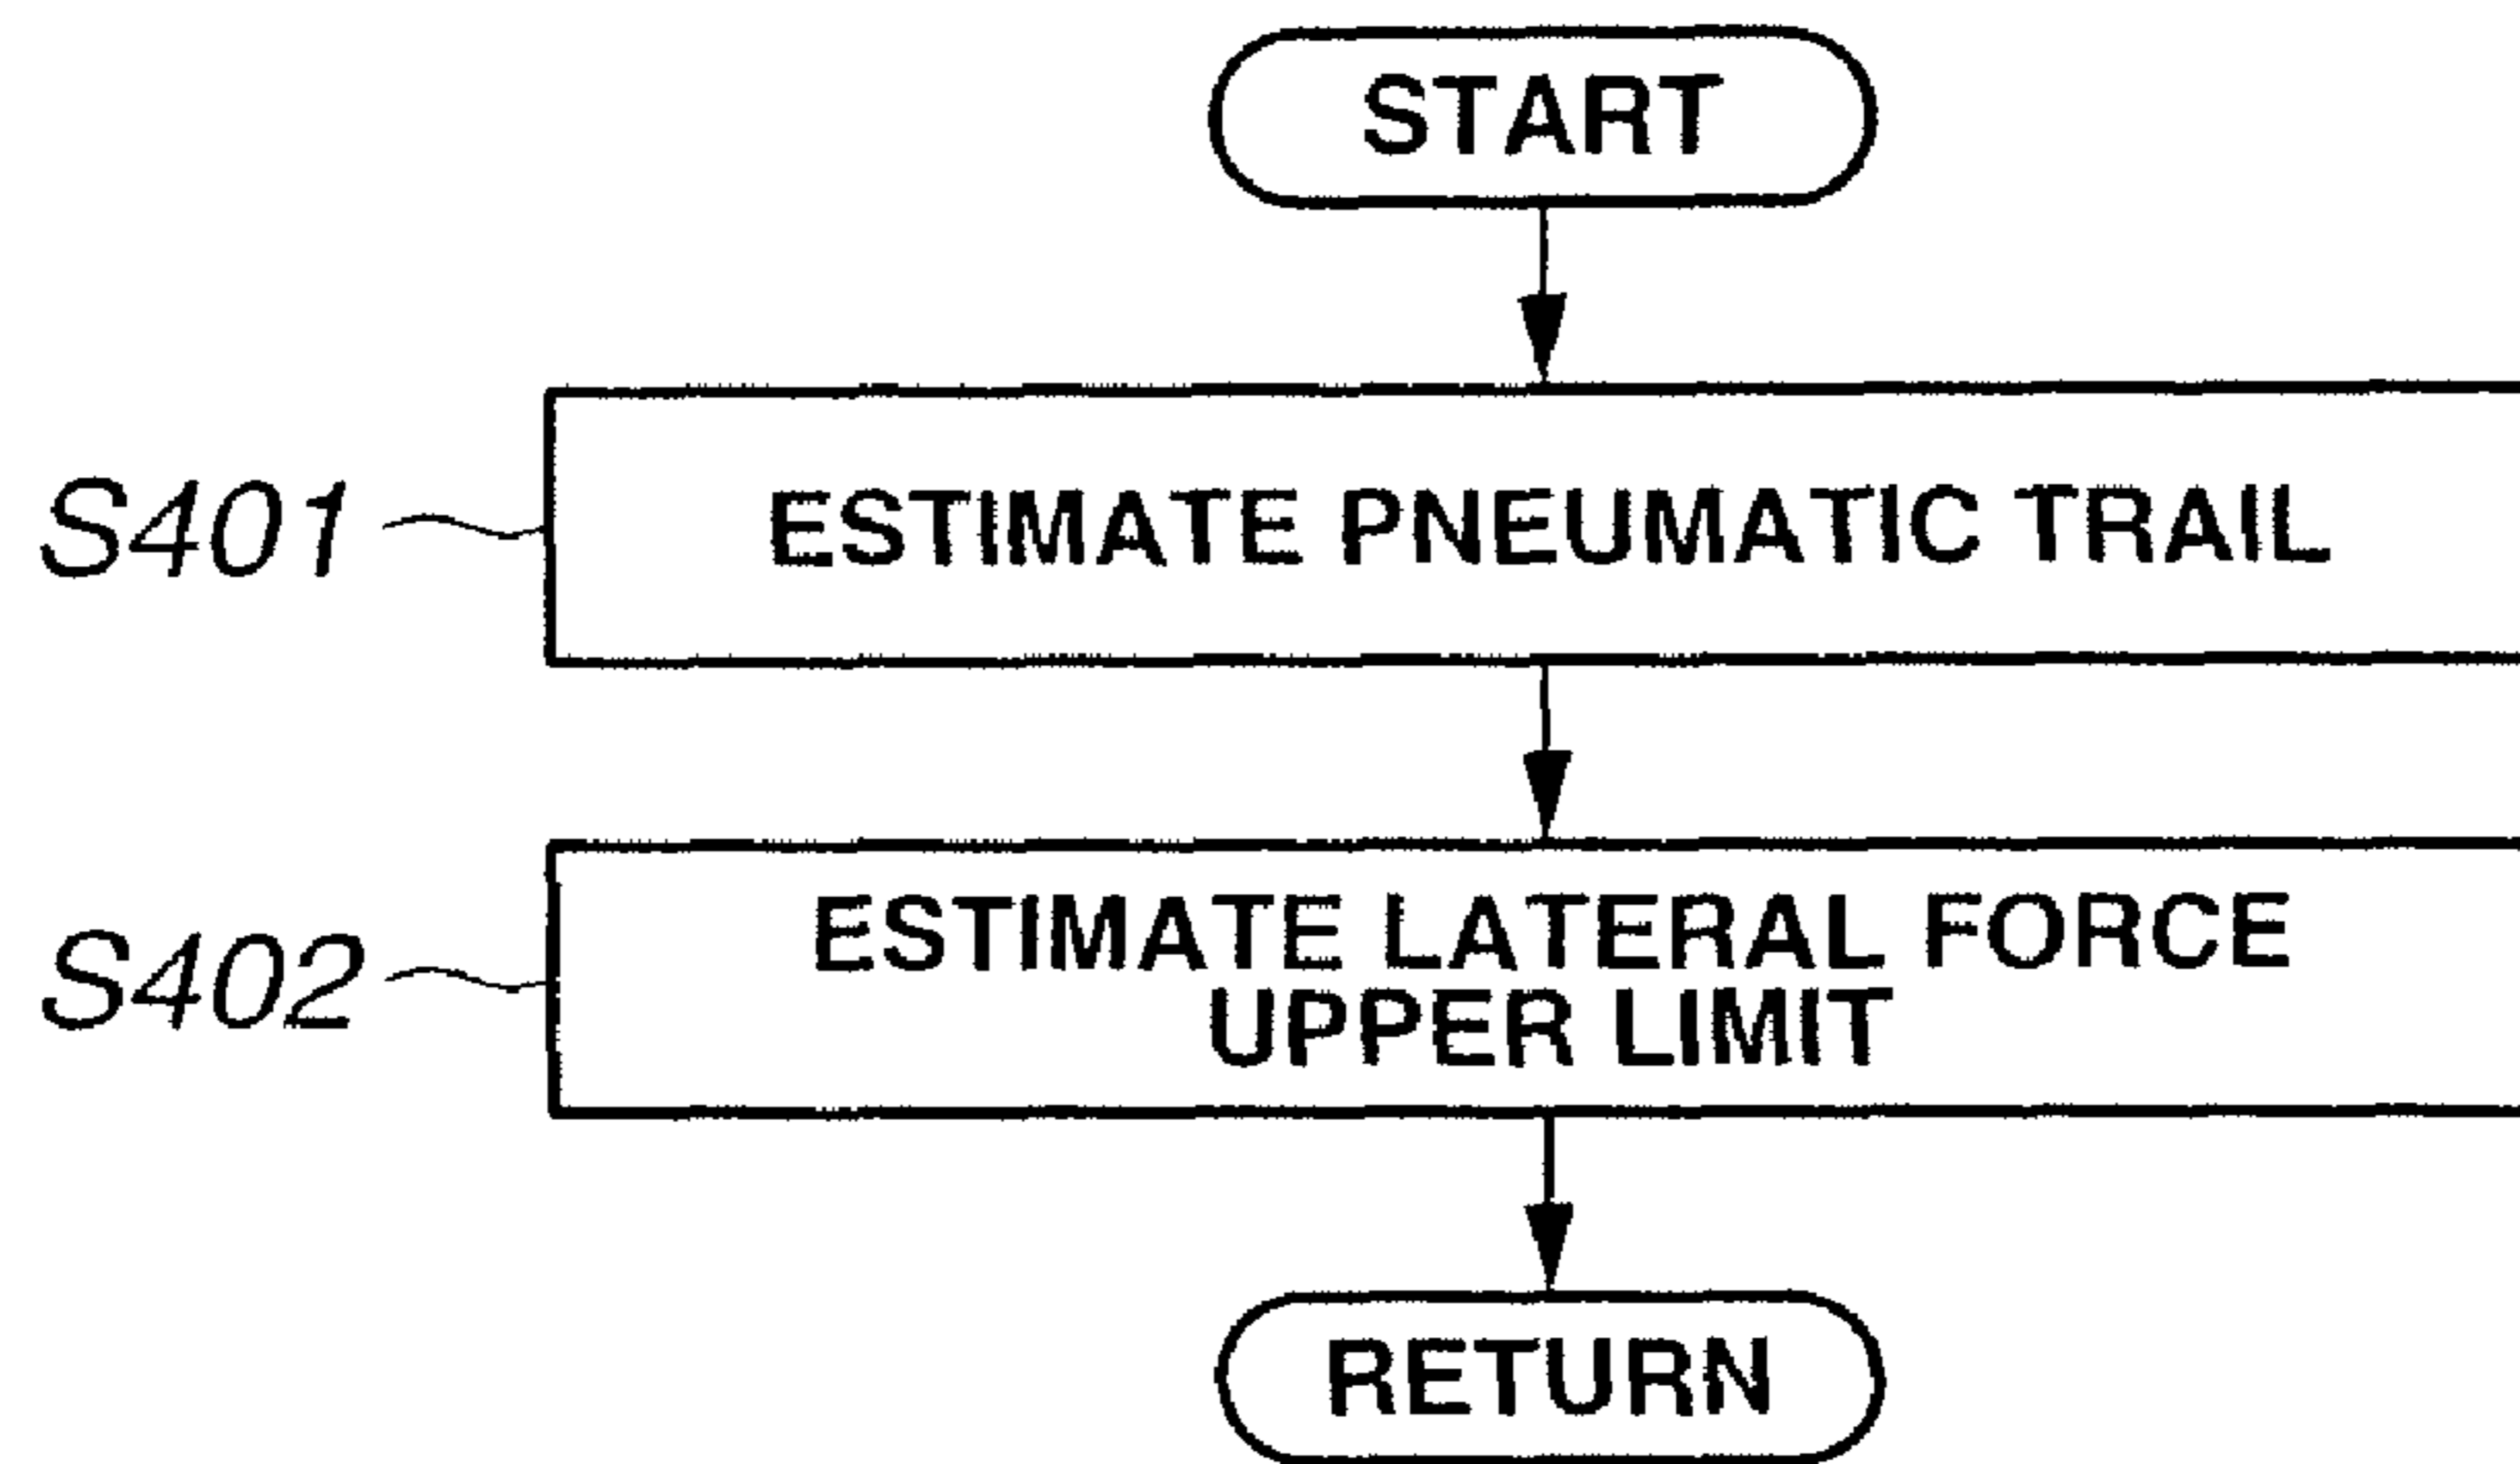 START
S401
ESTIMATE PNEUMATIC TRAIL
S402
ESTIMATE LATERAL FORCE
UPPER LIMIT
RETURN